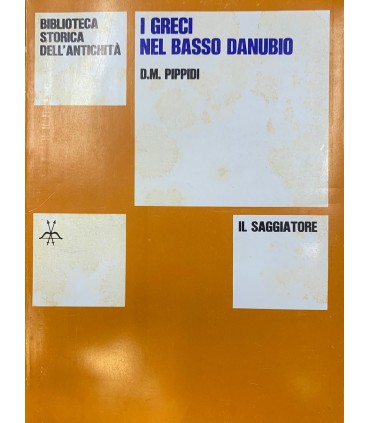 BIBLIOTECA
STORICA
DELL'ANTICHITÀ
I GRECI
NEL BASSO DANUBIO
D.M. PIPPIDI
IL SAGGIATORE